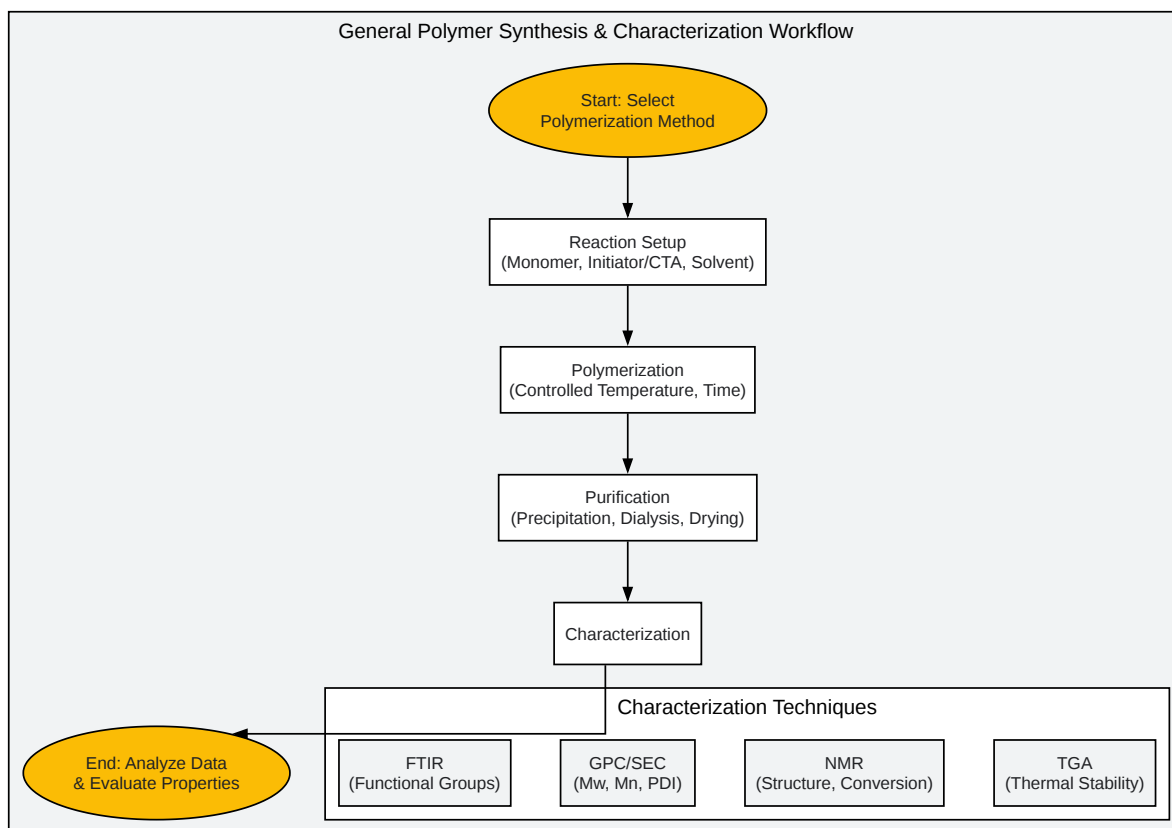 General Polymer Synthesis & Characterization Workflow
Start: Select
Polymerization Method
Reaction Setup
(Monomer, Initiator/CTA, Solvent)
Polymerization
(Controlled Temperature, Time)
Purification
(Precipitation, Dialysis, Drying)
Characterization
Characterization Techniques
End: Analyze Data
& Evaluate Properties
FTIR
(Functional Groups)
GPC/SEC
(Mw, Mn, PDI)
NMR
(Structure, Conversion)
TGA
(Thermal Stability)